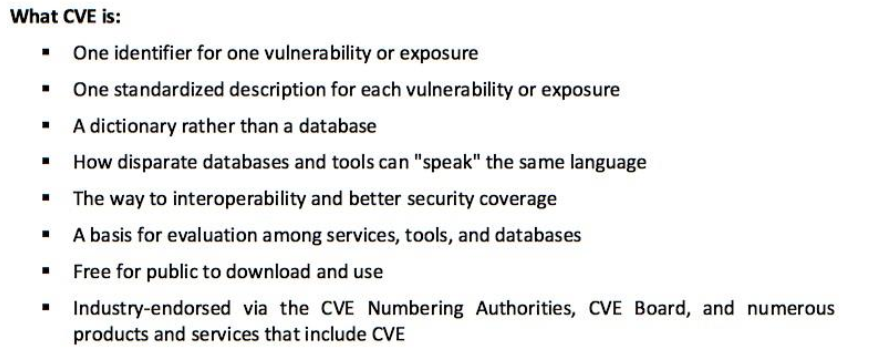 What CVE is:
▪ One identifier for one vulnerability or exposure
▪ One standardized description for each vulnerability or exposure
▪ A dictionary rather than a database
▪ How disparate databases and tools can "speak" the same language
▪ The way to interoperability and better security coverage
▪ A basis for evaluation among services, tools, and databases
▪ Free for public to download and use
▪ Industry-endorsed via the CVE Numbering Authorities, CVE Board, and numerous
products and services that include CVE